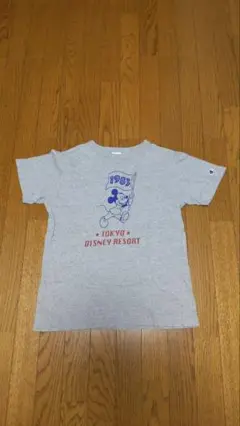 1983
★ TOKYO ★
DISNEY RESORT